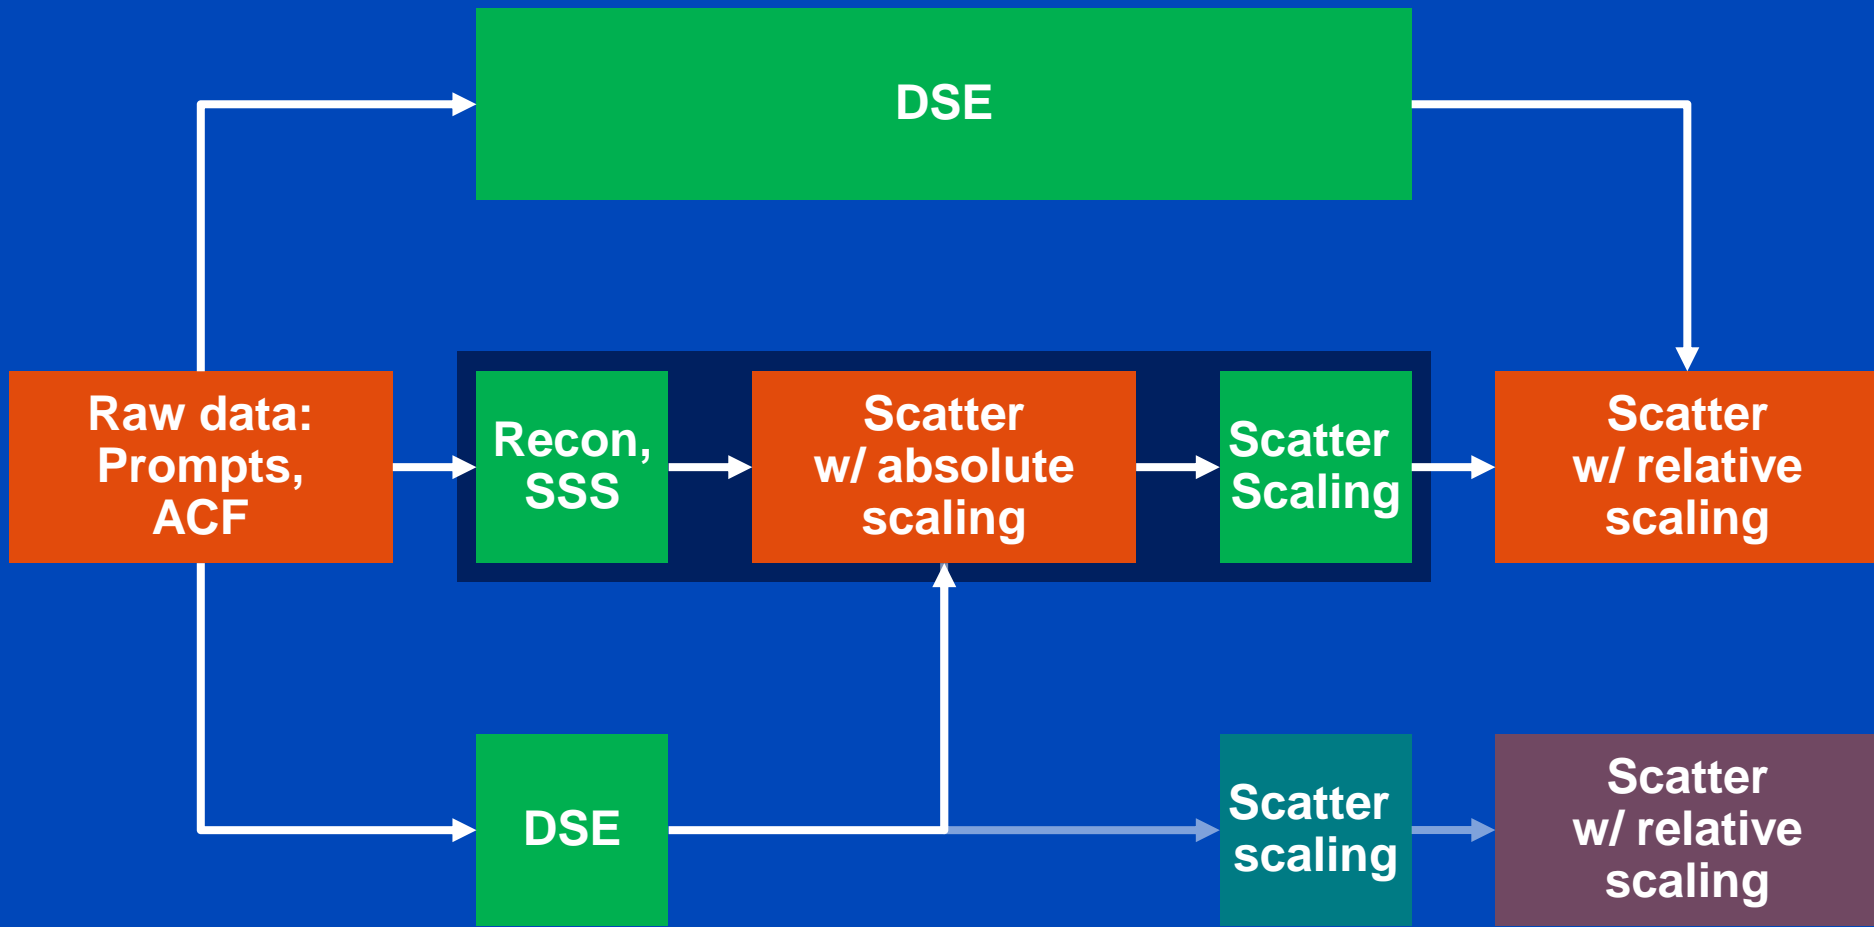 DSE
Raw data:
Prompts,
ACF
Recon,
SSS
Scatter
w/ absolute
scaling
Scatter
Scaling
Scatter
w/ relative
scaling
DSE
Scatter
scaling
Scatter
w/ relative
scaling